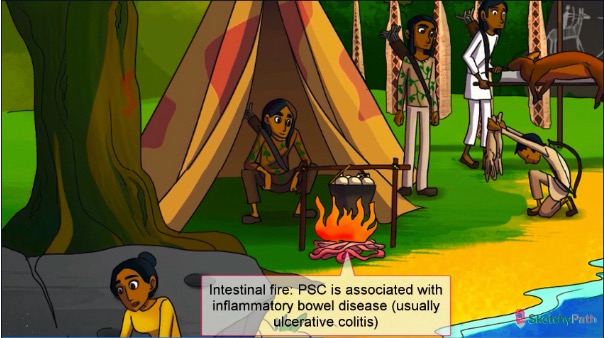 Intestinal fire: PSC is associated with
inflammatory bowel disease (usually
ulcerative colitis)
SketchyPath